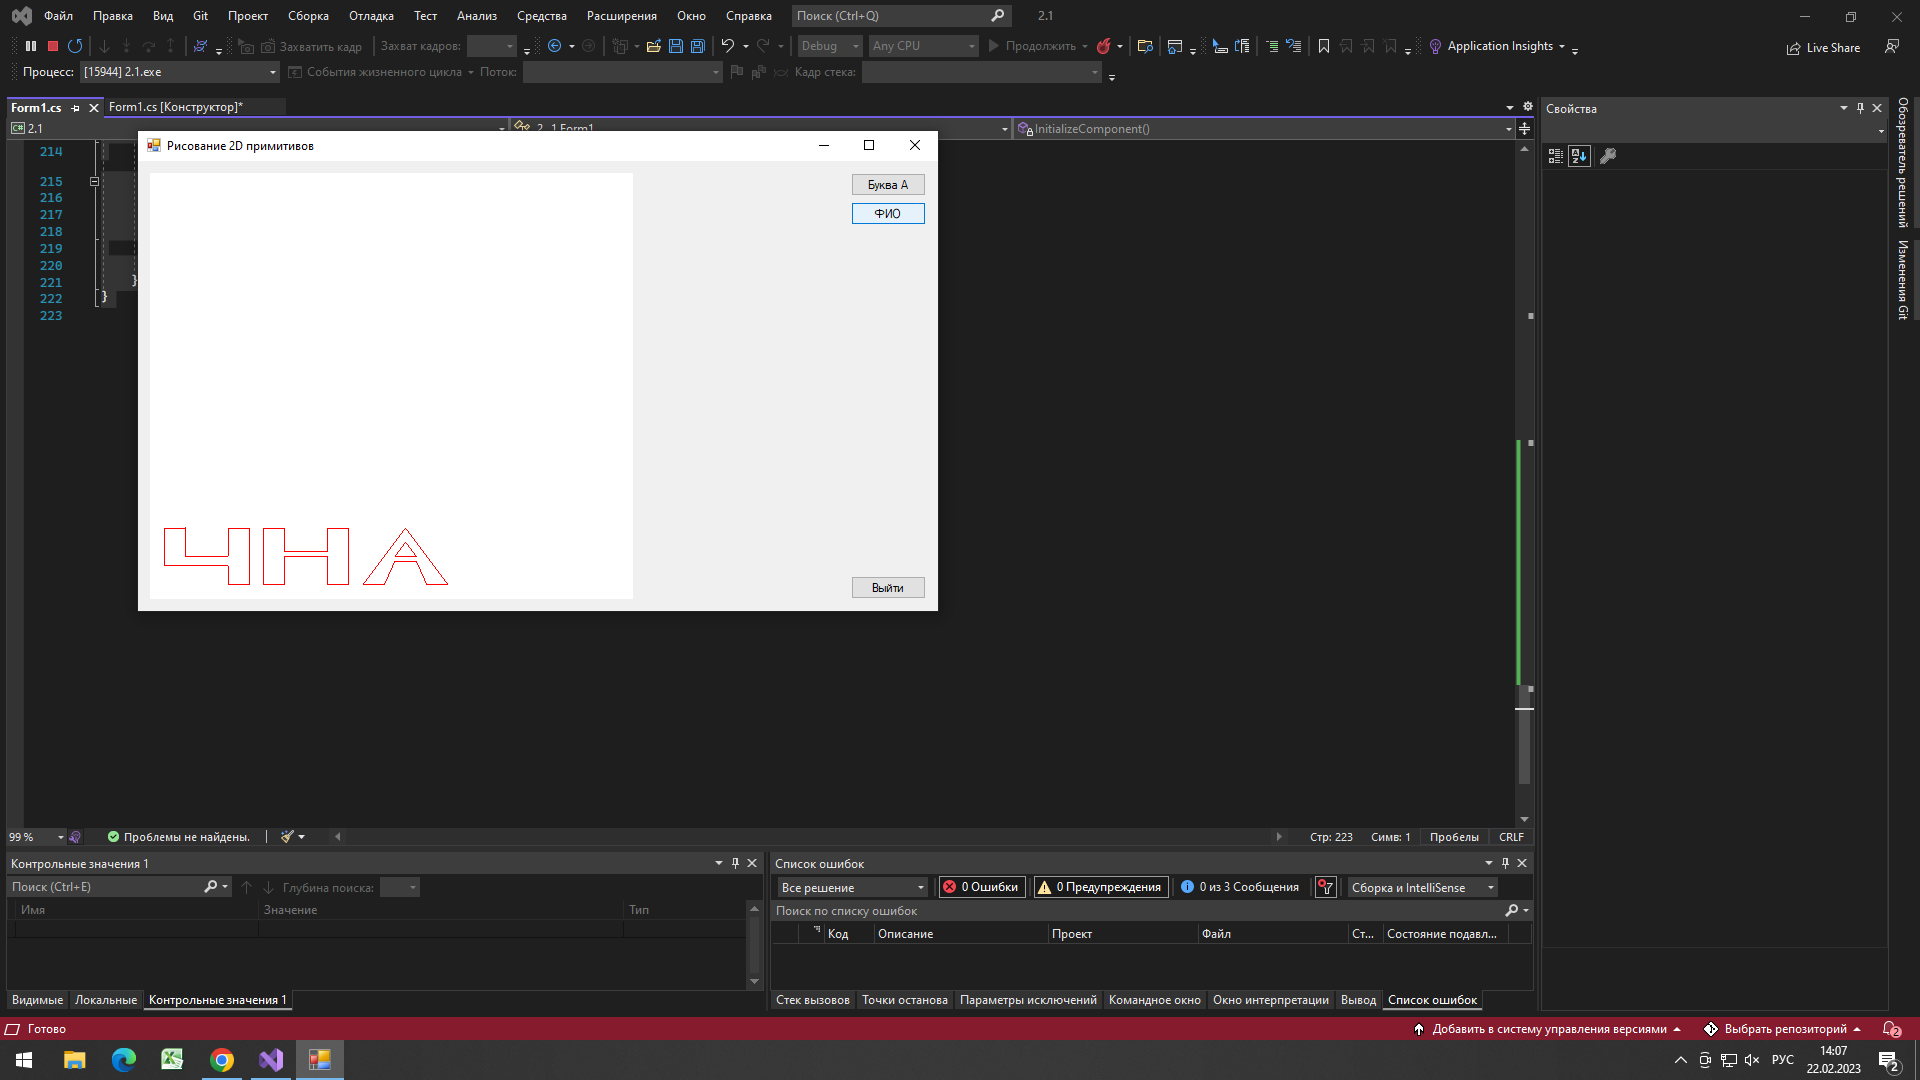 Файл Правка Вид Git Проект Сборка Отладка Тест Анализ Средства Расширения Окно Справка Поиск (Ctrl+Q) 2.1
Захватить кадр Захват кадров: Debug Any CPU Продолжить Application Insights Live Share
Процесс: [15944] 2.1.exe События жизненного цикла Поток: Кадр стека:
Form1.cs Form1.cs [Конструктор]* Свойства
C# 2.1 2._1.Form1 InitializeComponent()
Рисование 2D примитивов
214
215
216
217
218
219
220
221 }
222 }
223
Буква А
ФИО
ЧНА
Выйти
Обозреватель решений
Изменения Git
99 % Проблемы не найдены. Стр: 223 Симв: 1 Пробелы CRLF
Контрольные значения 1
Поиск (Ctrl+E) Глубина поиска:
Имя Значение Тип
Видимые Локальные Контрольные значения 1
Список ошибок
Все решение 0 Ошибки 0 Предупреждения 0 из 3 Сообщения Сборка и IntelliSense
Поиск по списку ошибок
Код Описание Проект Файл Ст... Состояние подавл...
Стек вызовов Точки останова Параметры исключений Командное окно Окно интерпретации Вывод Список ошибок
Готово Добавить в систему управления версиями Выбрать репозиторий 2
РУС 14:07 2
22.02.2023